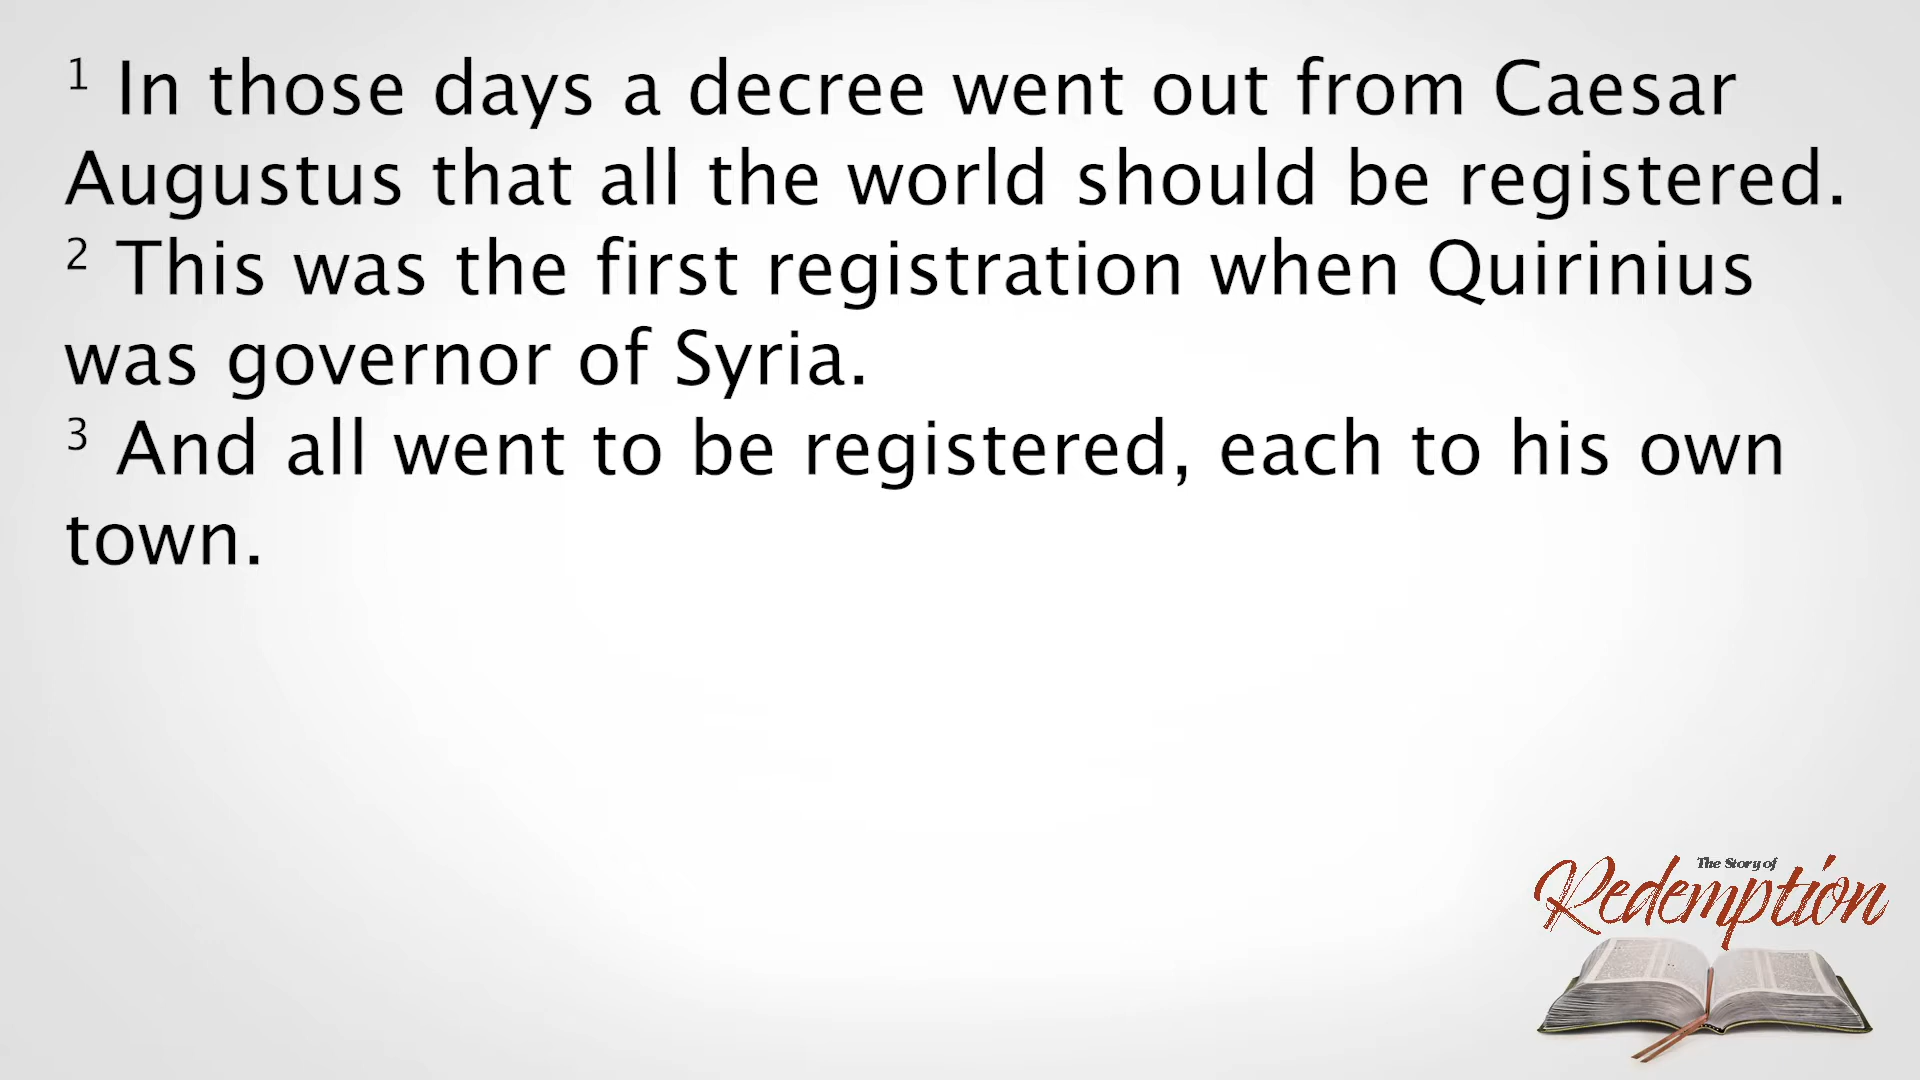 1 In those days a decree went out from Caesar
Augustus that all the world should be registered.
2 This was the first registration when Quirinius
was governor of Syria.
3 And all went to be registered, each to his own
town.
The Story of
Redemption